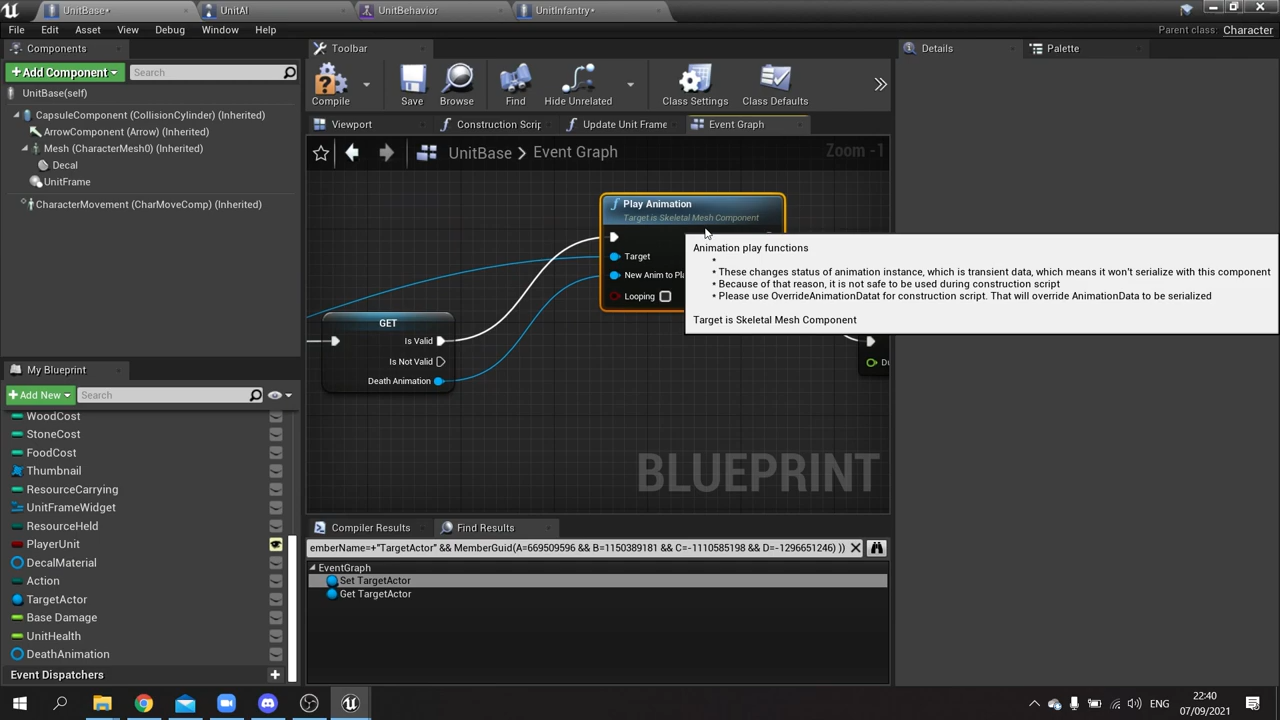 UnitBase*
UnitAI
UnitBehavior
UnitInfantry*
File
Edit
Asset
View
Debug
Window
Help
Parent class: Character
Components
Toolbar
Details
Palette
+ Add Component
Search
UnitBase(self)
CapsuleComponent (CollisionCylinder) (Inherited)
ArrowComponent (Arrow) (Inherited)
Mesh (CharacterMesh0) (Inherited)
Decal
UnitFrame
CharacterMovement (CharMoveComp) (Inherited)
Compile
Save
Browse
Find
Hide Unrelated
Class Settings
Class Defaults
Viewport
Construction Scrip
Update Unit Frame
Event Graph
UnitBase > Event Graph
Zoom -1
Play Animation
Target is Skeletal Mesh Component
Target
New Anim to Pla
Looping
Animation play functions
*
* These changes status of animation instance, which is transient data, which means it won't serialize with this component
* Because of that reason, it is not safe to be used during construction script
* Please use OverrideAnimationDatat for construction script. That will override AnimationData to be serialized
Target is Skeletal Mesh Component
GET
Is Valid
Is Not Valid
Death Animation
Du
BLUEPRINT
My Blueprint
+ Add New
Search
WoodCost
StoneCost
FoodCost
Thumbnail
ResourceCarrying
UnitFrameWidget
ResourceHeld
PlayerUnit
DecalMaterial
Action
TargetActor
Base Damage
UnitHealth
DeathAnimation
Event Dispatchers
Compiler Results
Find Results
emberName=+"TargetActor" && MemberGuid(A=669509596 && B=1150389181 && C=-1110585198 && D=-1296651246) ))
EventGraph
Set TargetActor
Get TargetActor
ENG
22:40
07/09/2021